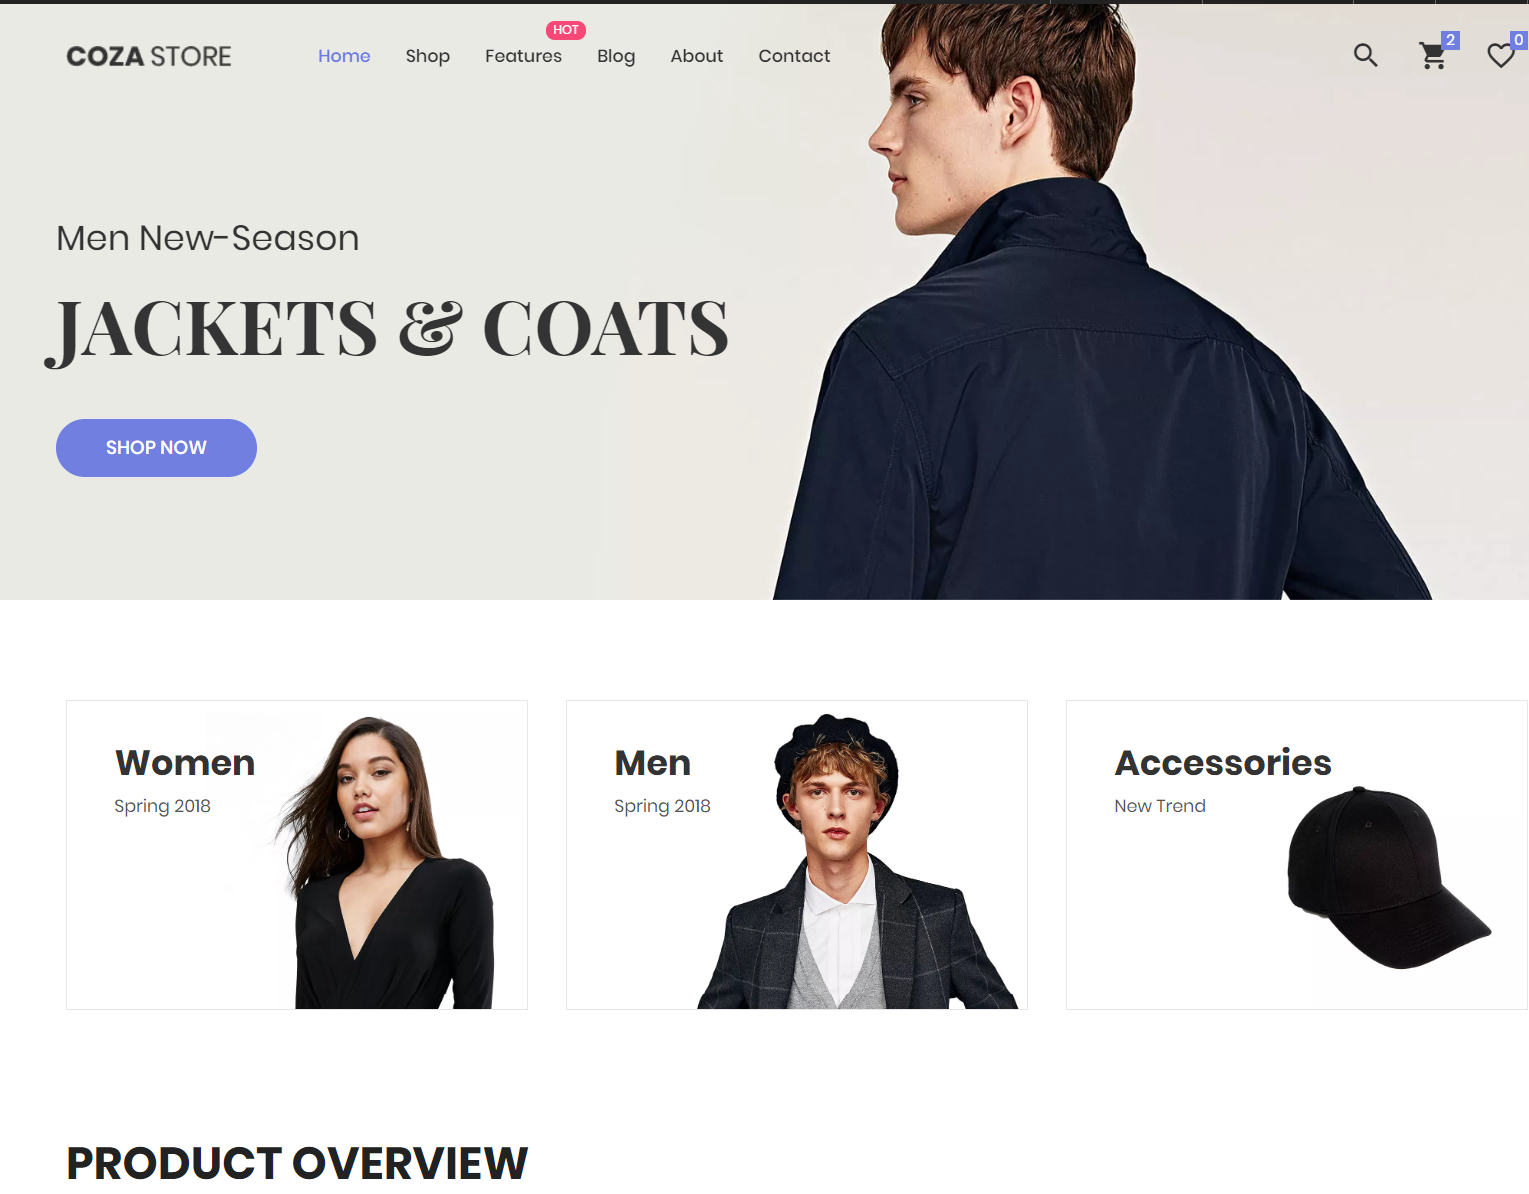 HOT
COZA STORE Home Shop Features Blog About Contact 2 0
Men New-Season
JACKETS & COATS
SHOP NOW
Women
Spring 2018
Men
Spring 2018
Accessories
New Trend
PRODUCT OVERVIEW